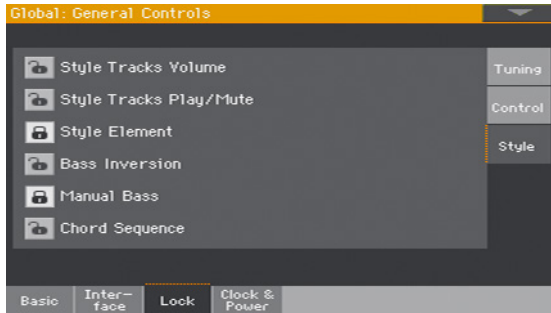 Global: General Controls
Style Tracks Volume
Style Tracks Play/Mute
Style Element
Bass Inversion
Manual Bass
Chord Sequence
Tuning
Control
Style
Basic
Inter-
face
Lock
Clock &
Power